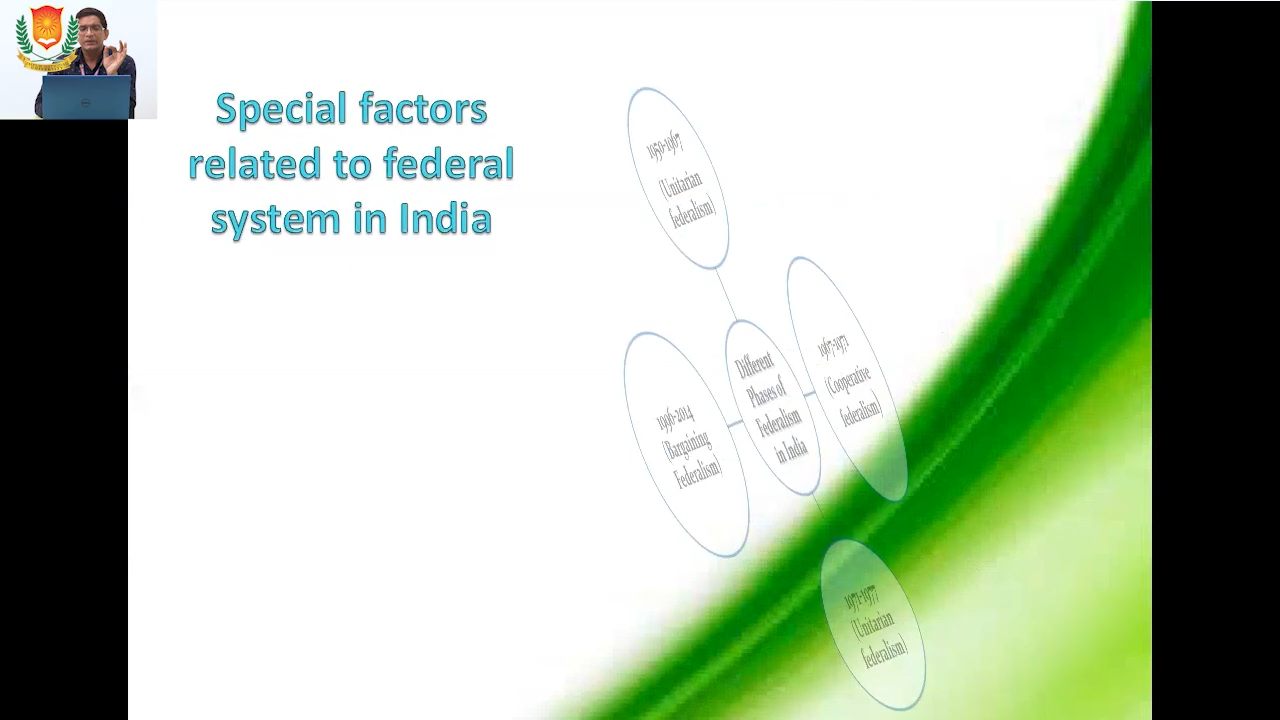 Special factors
related to federal
system in India
1950-1967
(Unitarian
federalism)
Different
Phases of
Federalism
in India
1967-1971
(Cooperative
federalism)
1971-1977
(Unitarian
federalism)
1996-2014
(Bargaining
Federalism)